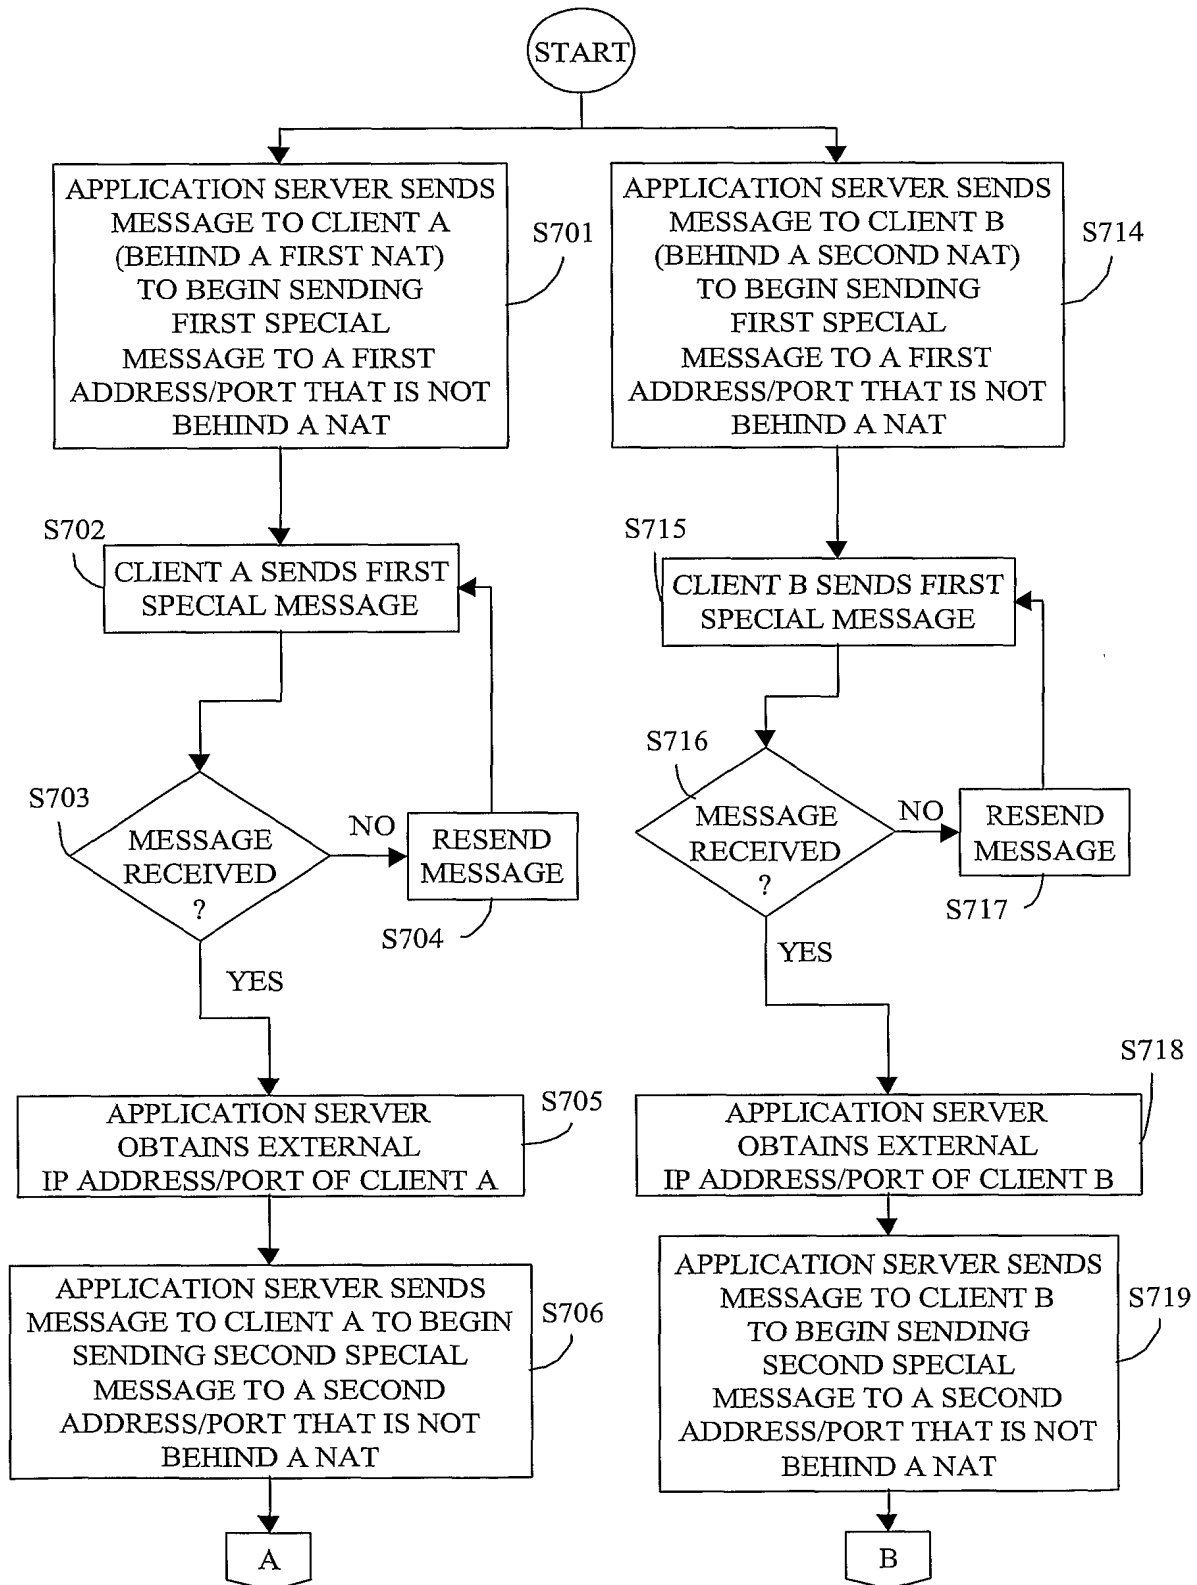 START
APPLICATION SERVER SENDS
MESSAGE TO CLIENT A
(BEHIND A FIRST NAT)
TO BEGIN SENDING
FIRST SPECIAL
MESSAGE TO A FIRST
ADDRESS/PORT THAT IS NOT
BEHIND A NAT
S701
APPLICATION SERVER SENDS
MESSAGE TO CLIENT B
(BEHIND A SECOND NAT)
TO BEGIN SENDING
FIRST SPECIAL
MESSAGE TO A FIRST
ADDRESS/PORT THAT IS NOT
BEHIND A NAT
S714
S702
CLIENT A SENDS FIRST
SPECIAL MESSAGE
S715
CLIENT B SENDS FIRST
SPECIAL MESSAGE
S703
MESSAGE
RECEIVED
?
NO
RESEND
MESSAGE
S704
YES
S716
MESSAGE
RECEIVED
?
NO
RESEND
MESSAGE
S717
YES
APPLICATION SERVER
OBTAINS EXTERNAL
IP ADDRESS/PORT OF CLIENT A
S705
APPLICATION SERVER
OBTAINS EXTERNAL
IP ADDRESS/PORT OF CLIENT B
S718
APPLICATION SERVER SENDS
MESSAGE TO CLIENT A TO BEGIN
SENDING SECOND SPECIAL
MESSAGE TO A SECOND
ADDRESS/PORT THAT IS NOT
BEHIND A NAT
S706
APPLICATION SERVER SENDS
MESSAGE TO CLIENT B
TO BEGIN SENDING
SECOND SPECIAL
MESSAGE TO A SECOND
ADDRESS/PORT THAT IS NOT
BEHIND A NAT
S719
A
B